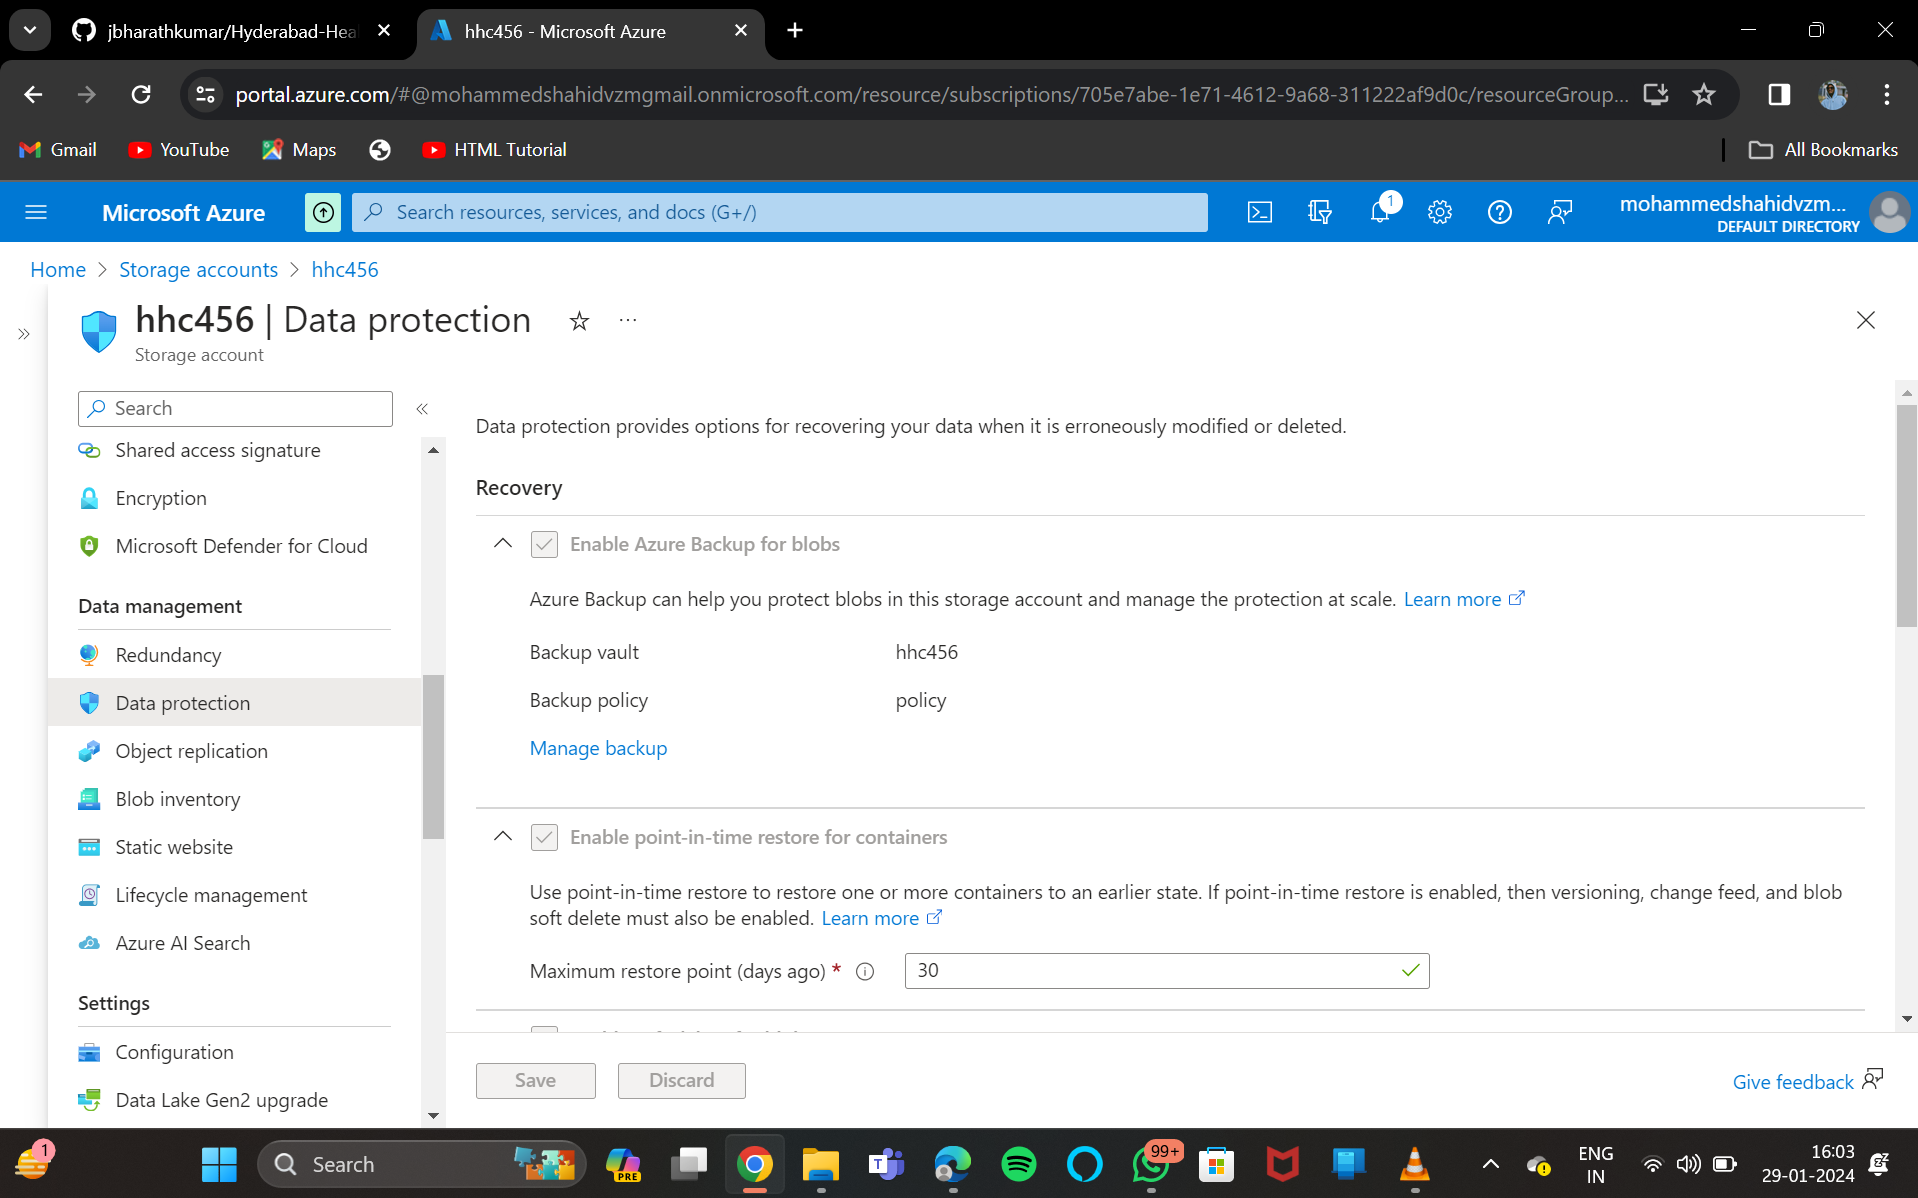 jbharathkumar/Hyderabad-Hea
hhc456 - Microsoft Azure
portal.azure.com/#@mohammedshahidvzmgmail.onmicrosoft.com/resource/subscriptions/705e7abe-1e71-4612-9a68-311222af9d0c/resourceGroup...
Gmail
YouTube
Maps
HTML Tutorial
All Bookmarks
Microsoft Azure
Search resources, services, and docs (G+/)
1
mohammedshahidvzm...
DEFAULT DIRECTORY
Home > Storage accounts > hhc456
hhc456 | Data protection
Storage account
Search
Shared access signature
Encryption
Microsoft Defender for Cloud
Data management
Redundancy
Data protection
Object replication
Blob inventory
Static website
Lifecycle management
Azure AI Search
Settings
Configuration
Data Lake Gen2 upgrade
Data protection provides options for recovering your data when it is erroneously modified or deleted.
Recovery
Enable Azure Backup for blobs
Azure Backup can help you protect blobs in this storage account and manage the protection at scale. Learn more
Backup vault hhc456
Backup policy policy
Manage backup
Enable point-in-time restore for containers
Use point-in-time restore to restore one or more containers to an earlier state. If point-in-time restore is enabled, then versioning, change feed, and blob
soft delete must also be enabled. Learn more
Maximum restore point (days ago) * 30
Save
Discard
Give feedback
1
Search
PRE
99+
ENG
IN
16:03
29-01-2024